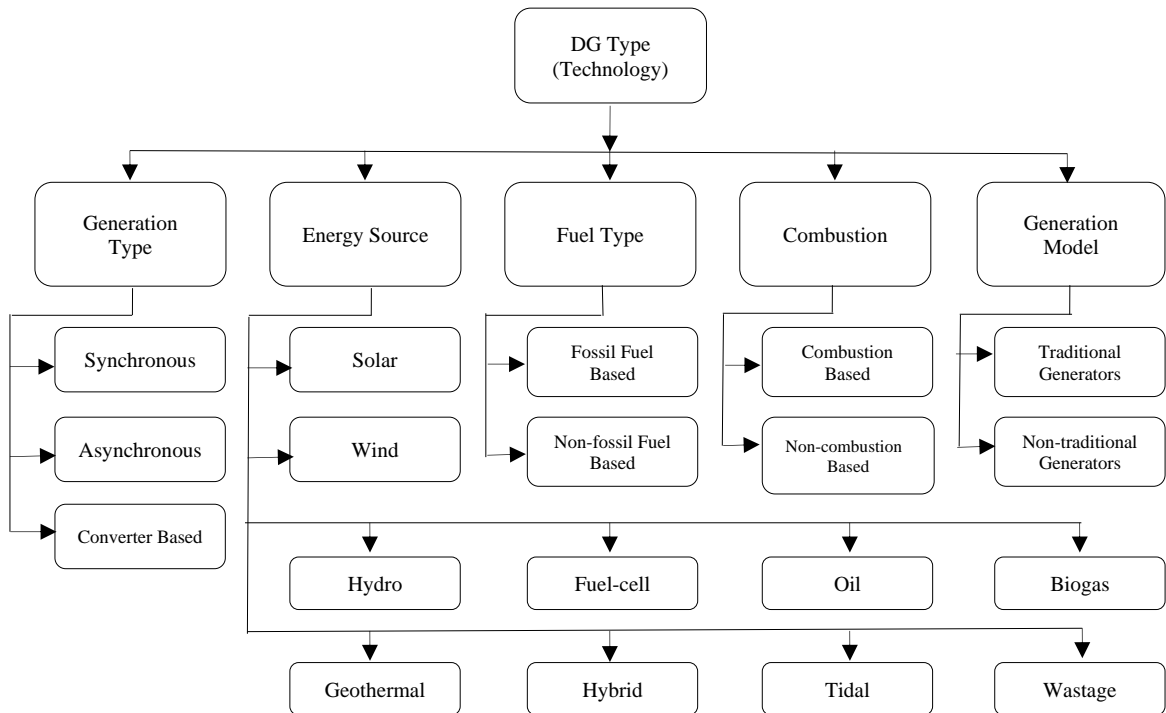 DG Type
(Technology)
Generation
Type
Energy Source
Fuel Type
Combustion
Generation
Model
Synchronous
Solar
Fossil Fuel
Based
Combustion
Based
Traditional
Generators
Asynchronous
Wind
Non-fossil Fuel
Based
Non-combustion
Based
Non-traditional
Generators
Converter Based
Hydro
Fuel-cell
Oil
Biogas
Geothermal
Hybrid
Tidal
Wastage